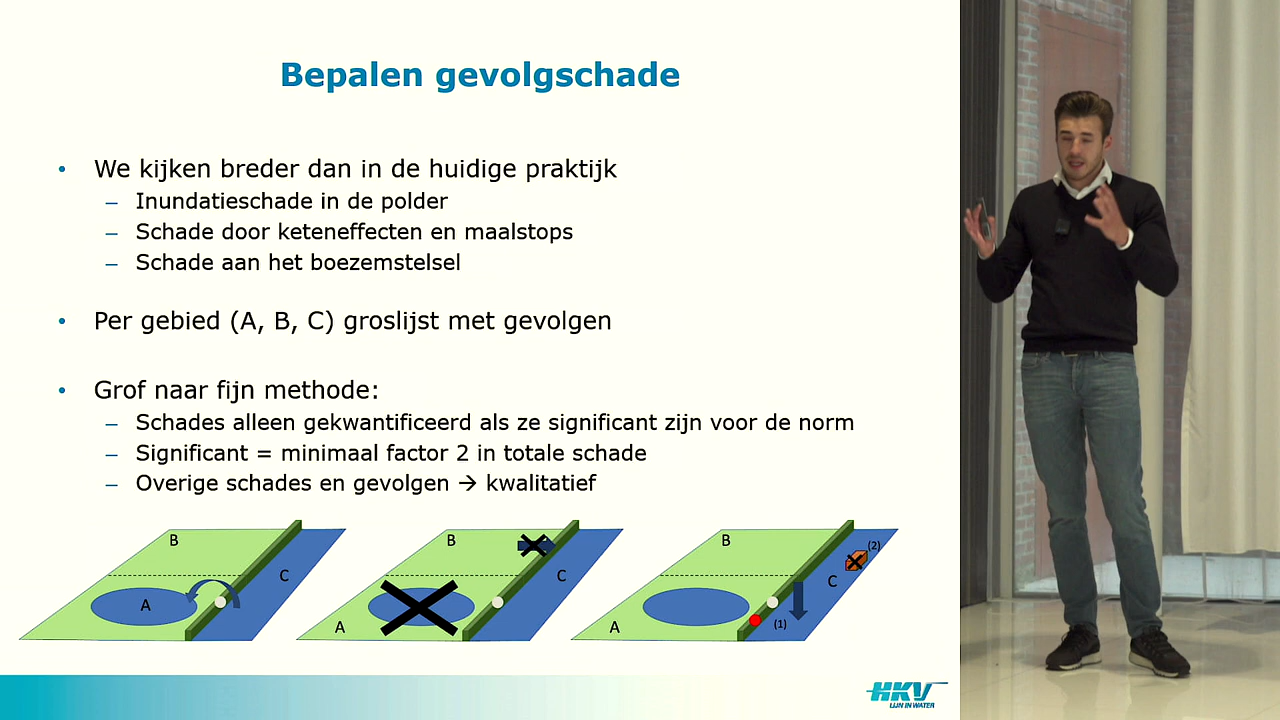 Bepalen gevolgschade
• We kijken breder dan in de huidige praktijk
– Inundatieschade in de polder
– Schade door keteneffecten en maalstops
– Schade aan het boezemstelsel
• Per gebied (A, B, C) groslijst met gevolgen
• Grof naar fijn methode:
– Schades alleen gekwantificeerd als ze significant zijn voor de norm
– Significant = minimaal factor 2 in totale schade
– Overige schades en gevolgen → kwalitatief
B
C
A
B
C
A
B
(2)
C
A
(1)
HKV
LIJN IN WATER